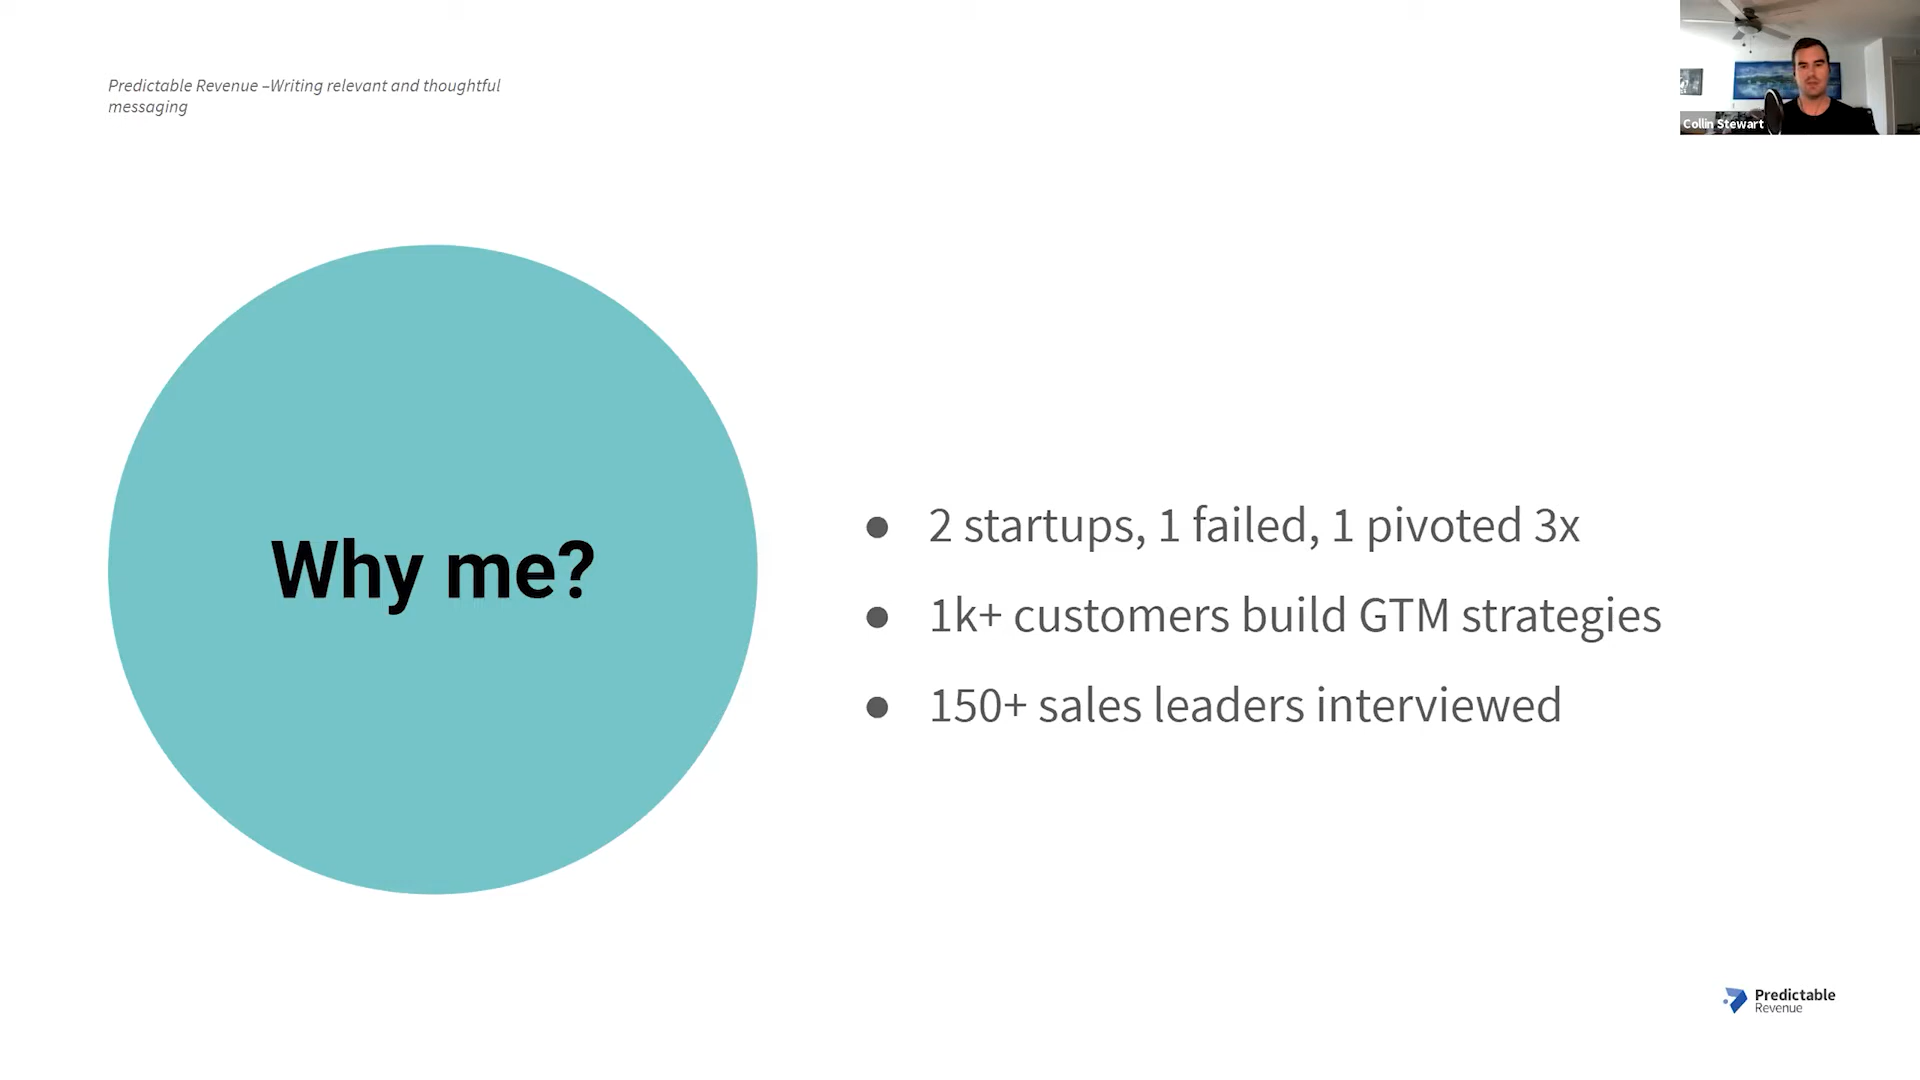 Predictable Revenue –Writing relevant and thoughtful
messaging
Collin Stewart
Why me?
● 2 startups, 1 failed, 1 pivoted 3x
● 1k+ customers build GTM strategies
● 150+ sales leaders interviewed
Predictable
Revenue